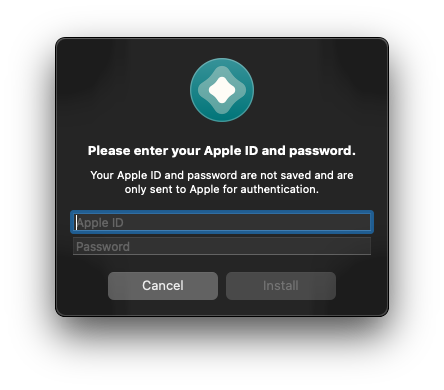 Please enter your Apple ID and password.
Your Apple ID and password are not saved and are
only sent to Apple for authentication.
Apple ID
Password
Cancel Install